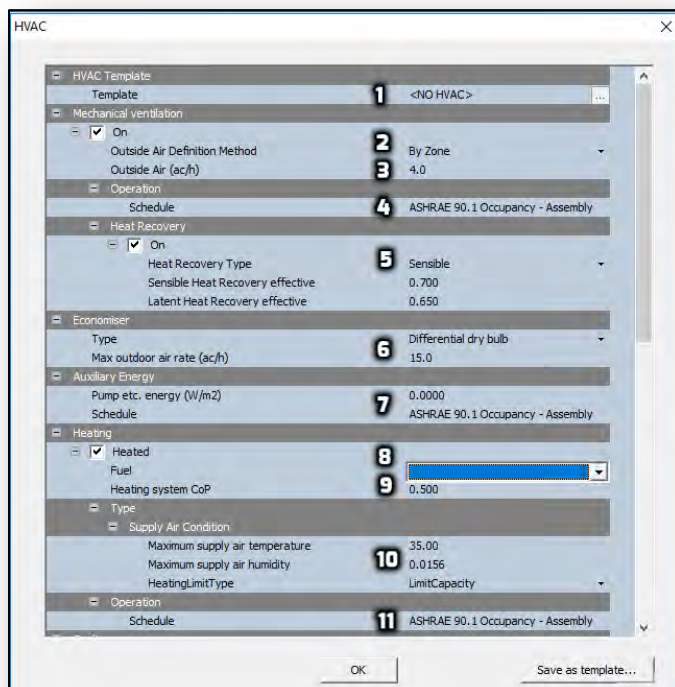 HVAC
HVAC Template
Template 1 <NO HVAC> ...
Mechanical ventilation
On
Outside Air Definition Method 2 By Zone
Outside Air (ac/h) 3 4.0
Operation
Schedule 4 ASHRAE 90.1 Occupancy - Assembly
Heat Recovery
On
Heat Recovery Type 5 Sensible
Sensible Heat Recovery effective 0.700
Latent Heat Recovery effective 0.650
Economiser
Type Differential dry bulb
6
Max outdoor air rate (ac/h) 15.0
Auxiliary Energy
Pump etc. energy (W/m2) 0.0000
7
Schedule ASHRAE 90.1 Occupancy - Assembly
Heating
Heated 8
Fuel
Heating system CoP 9 0.500
Type
Supply Air Condition
Maximum supply air temperature 35.00
Maximum supply air humidity 10 0.0156
HeatingLimitType LimitCapacity
Operation
Schedule 11 ASHRAE 90.1 Occupancy - Assembly
OK Save as template...